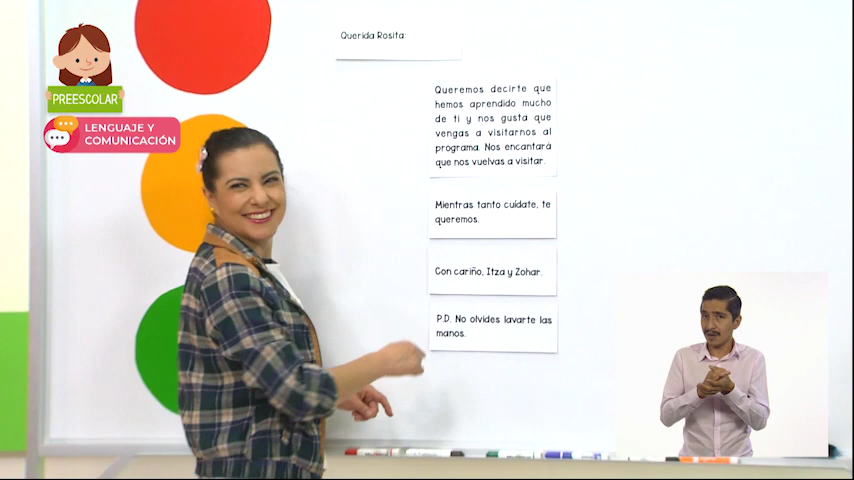 PREESCOLAR
LENGUAJE Y
COMUNICACIÓN
Querida Rosita:
Queremos decirte que
hemos aprendido mucho
de ti y nos gusta que
vengas a visitarnos al
programa. Nos encantará
que nos vuelvas a visitar.
Mientras tanto cuídate, te
queremos.
Con cariño, Itza y Zohar.
P.D. No olvides lavarte las
manos.